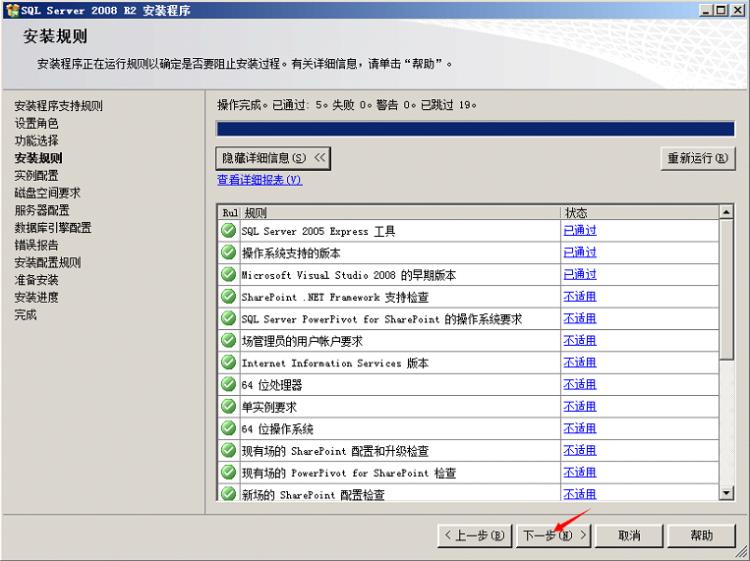 SQL Server 2008 R2 安装程序
安装规则
安装程序正在运行规则以确定是否要阻止安装过程。有关详细信息，请单击“帮助”。
安装程序支持规则
设置角色
功能选择
安装规则
实例配置
磁盘空间要求
服务器配置
数据库引擎配置
错误报告
安装配置规则
准备安装
安装进度
完成
操作完成。已通过: 5。失败 0。警告 0。已跳过 19。
隐藏详细信息(S) <<
重新运行(R)
查看详细报表(V)
Rul 规则 状态
SQL Server 2005 Express 工具 已通过
操作系统支持的版本 已通过
Microsoft Visual Studio 2008 的早期版本 已通过
SharePoint .NET Framework 支持检查 不适用
SQL Server PowerPivot for SharePoint 的操作系统要求 不适用
场管理员的用户帐户要求 不适用
Internet Information Services 版本 不适用
64 位处理器 不适用
单实例要求 不适用
64 位操作系统 不适用
现有场的 SharePoint 配置和升级检查 不适用
现有场的 PowerPivot for SharePoint 检查 不适用
新场的 SharePoint 配置检查 不适用
< 上一步(B) 下一步(N) > 取消 帮助